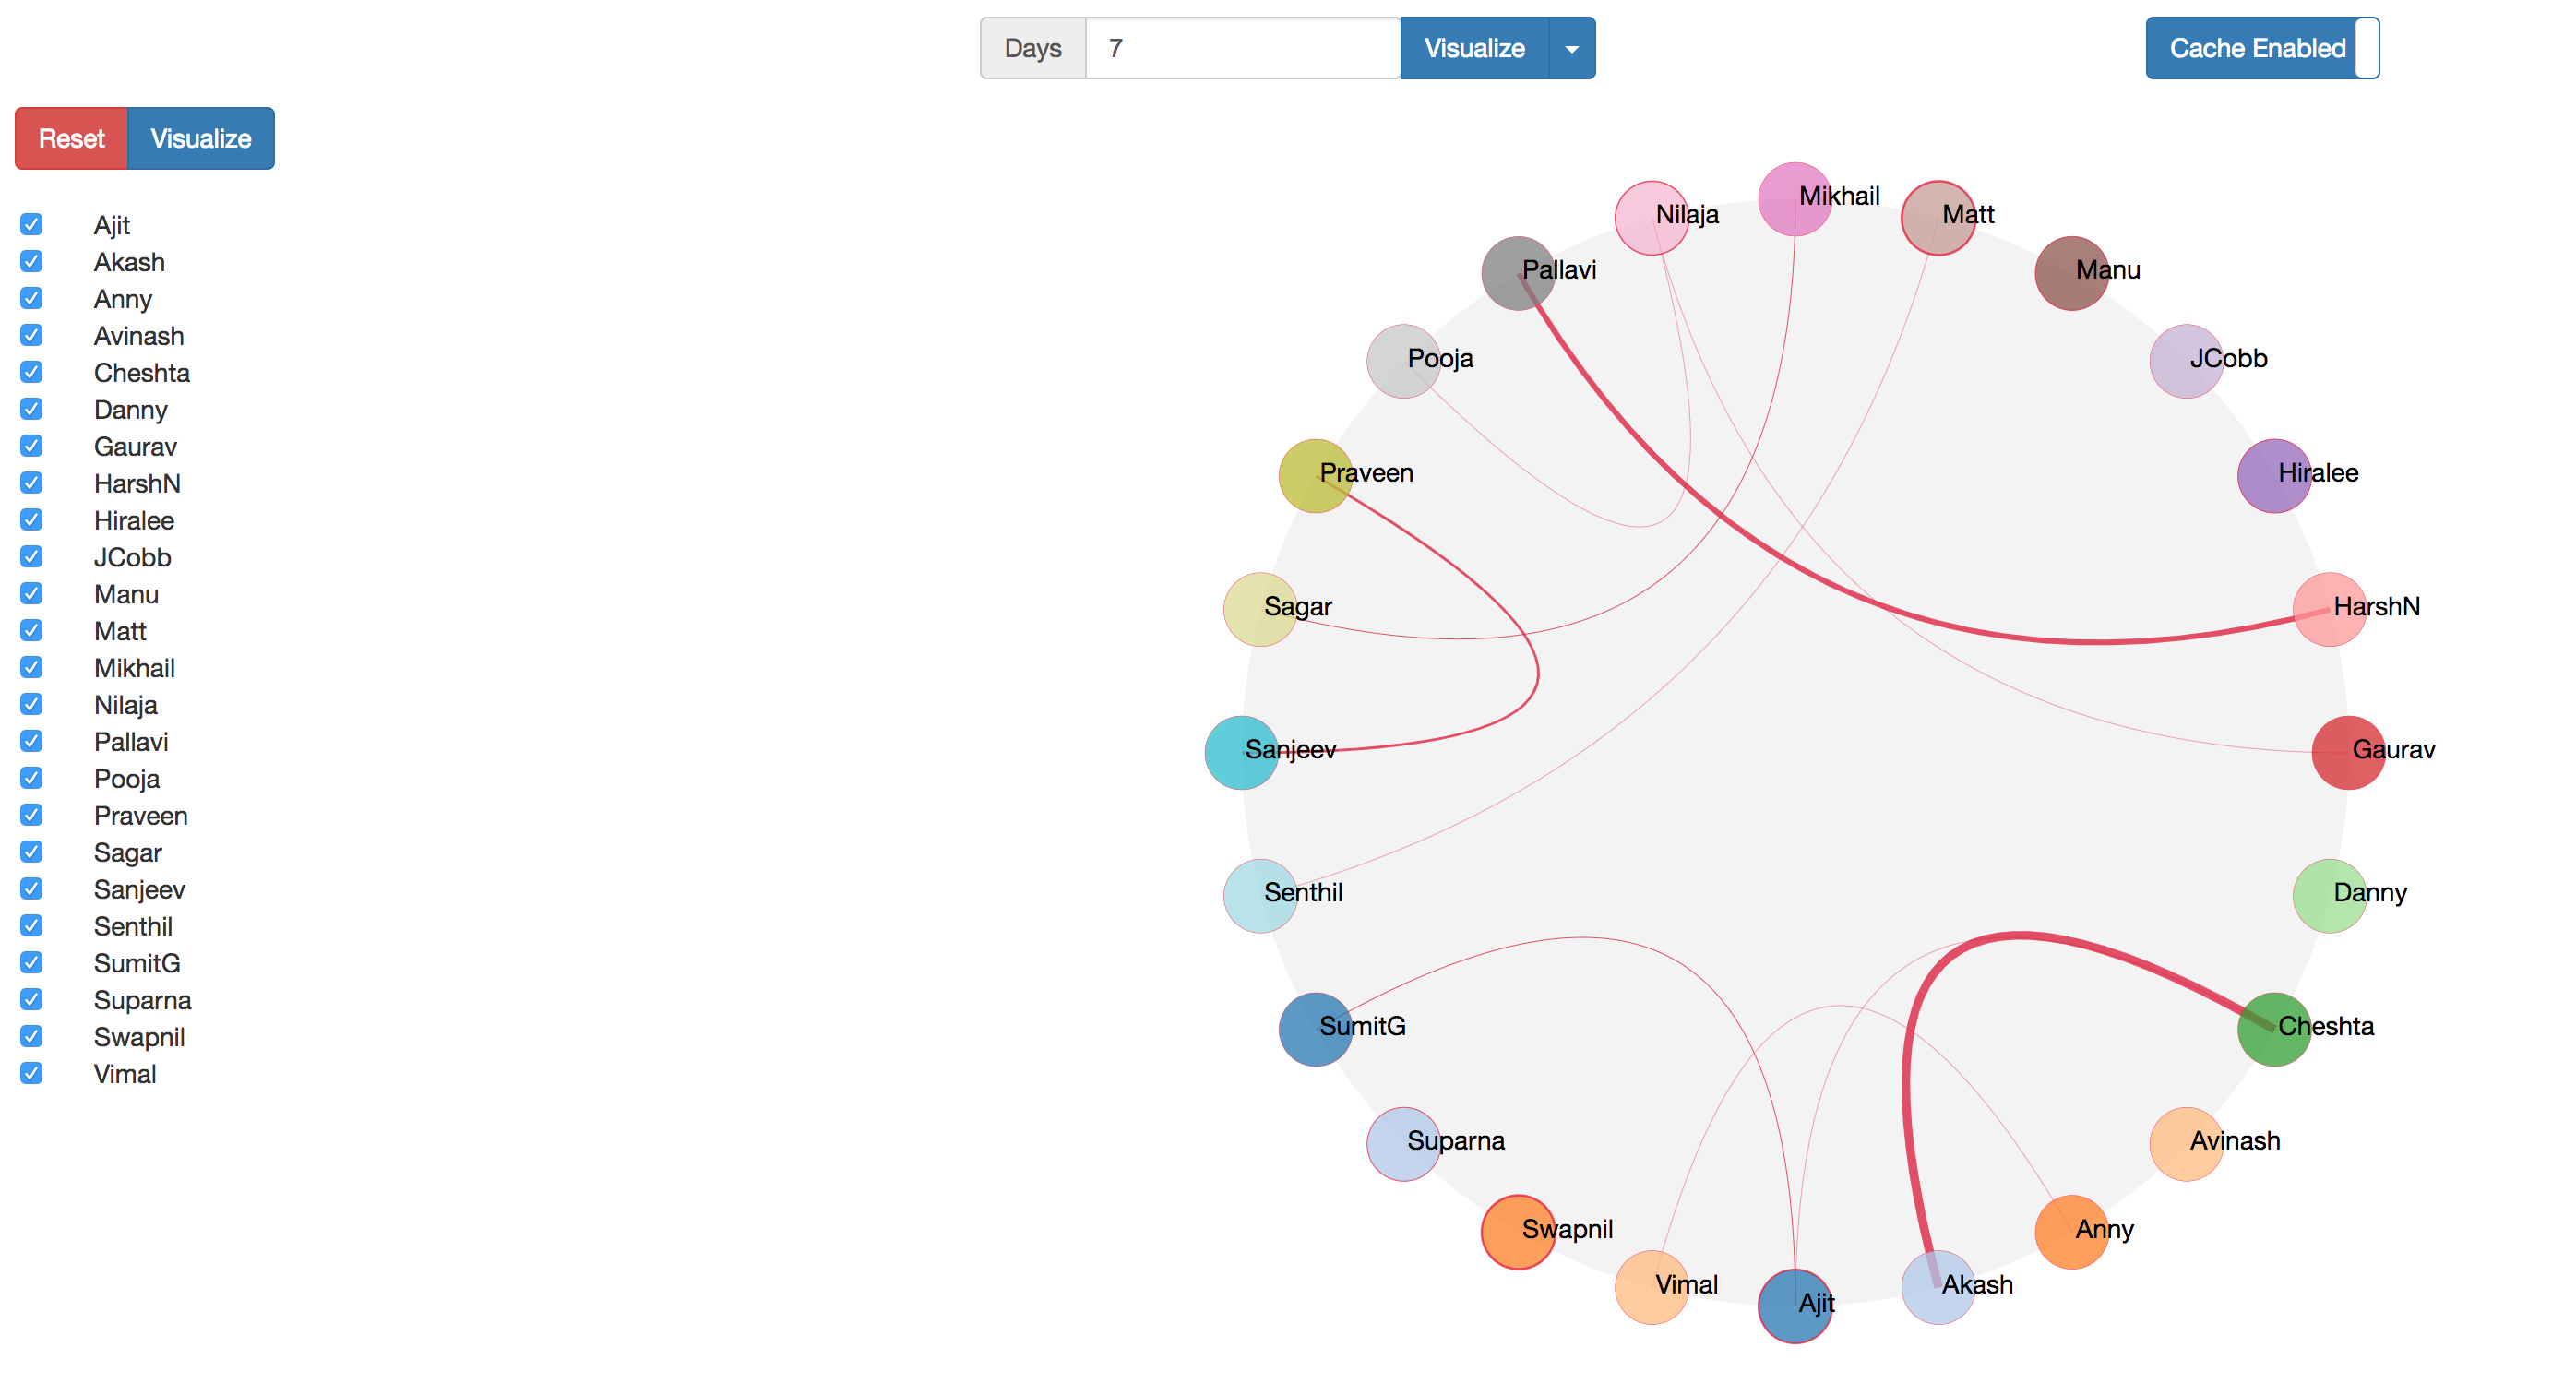 Days 7 Visualize Cache Enabled
Reset Visualize
Ajit
Akash
Anny
Avinash
Cheshta
Danny
Gaurav
HarshN
Hiralee
JCobb
Manu
Matt
Mikhail
Nilaja
Pallavi
Pooja
Praveen
Sagar
Sanjeev
Senthil
SumitG
Suparna
Swapnil
Vimal
Mikhail
Nilaja
Matt
Pallavi
Manu
Pooja
JCobb
Praveen
Hiralee
Sagar
HarshN
Sanjeev
Gaurav
Senthil
Danny
SumitG
Cheshta
Suparna
Avinash
Swapnil
Anny
Vimal
Akash
Ajit